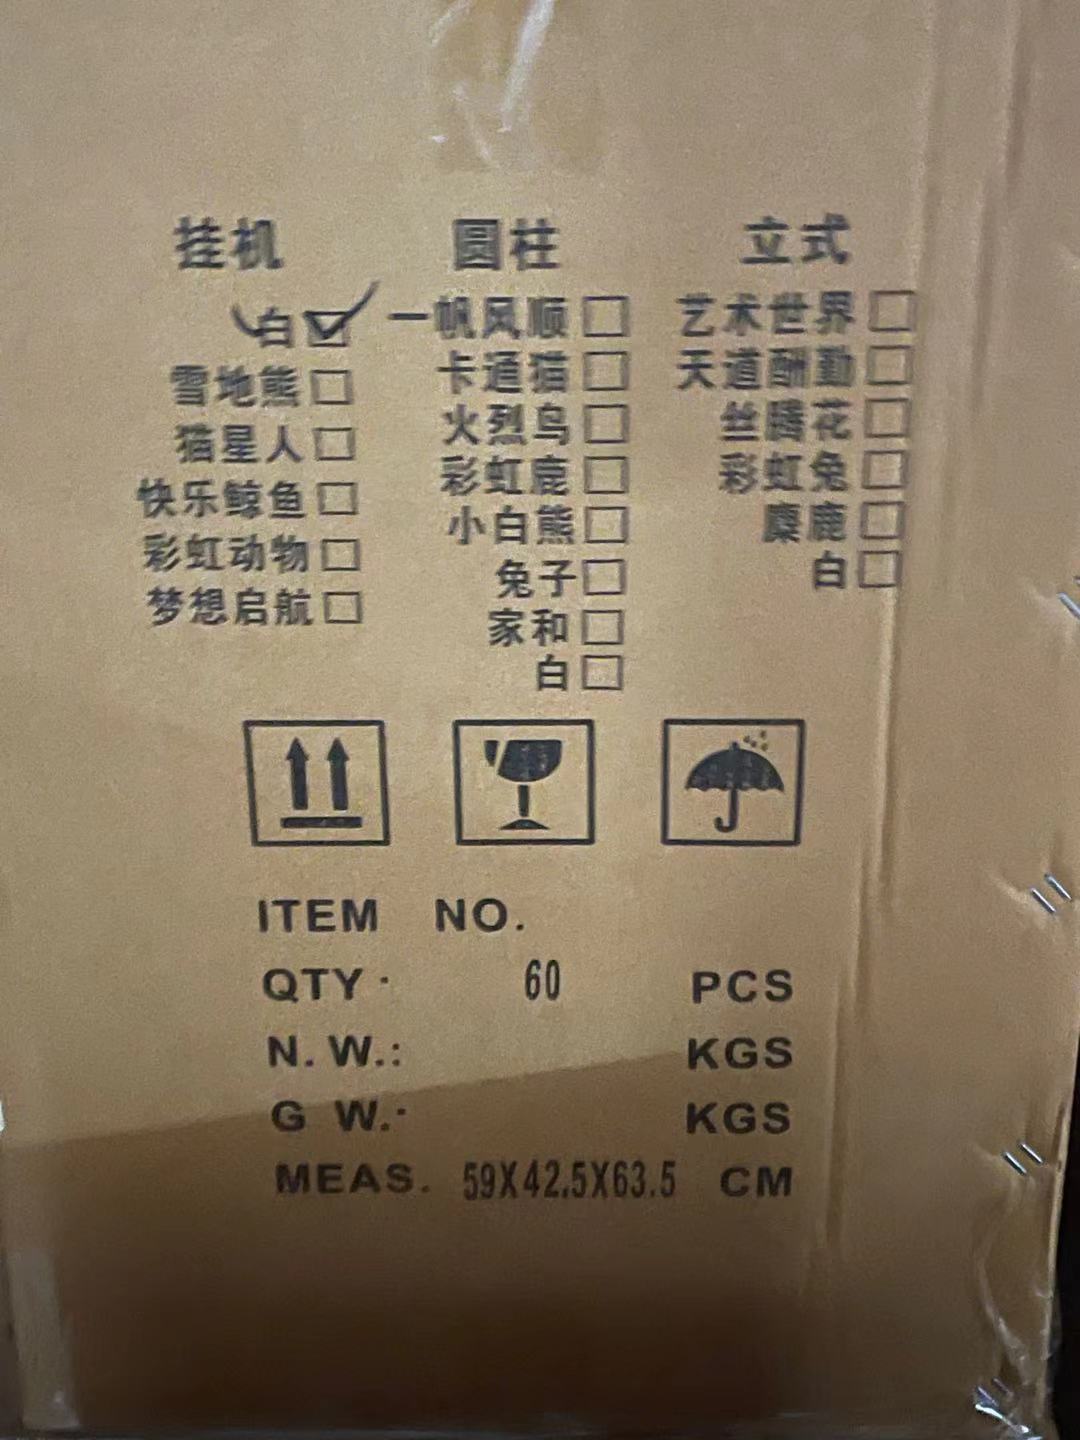 挂机 圆柱 立式
白 一帆风顺 艺术世界
雪地熊 卡通猫 天道酬勤
猫星人 火烈鸟 丝腾花
快乐鲸鱼 彩虹鹿 彩虹兔
彩虹动物 小白熊 麋鹿
梦想启航 兔子 白
家和
白
ITEM NO.
QTY · 60 PCS
N. W.: KGS
G W.· KGS
MEAS. 59X42.5X63.5 CM